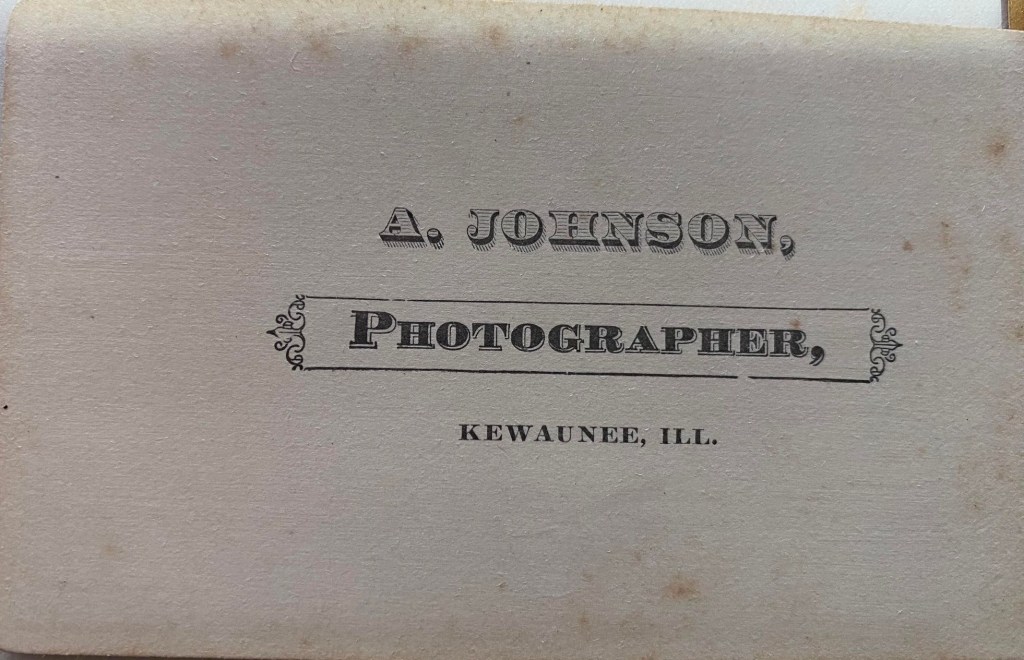 A. JOHNSON,
PHOTOGRAPHER,
KEWAUNEE, ILL.